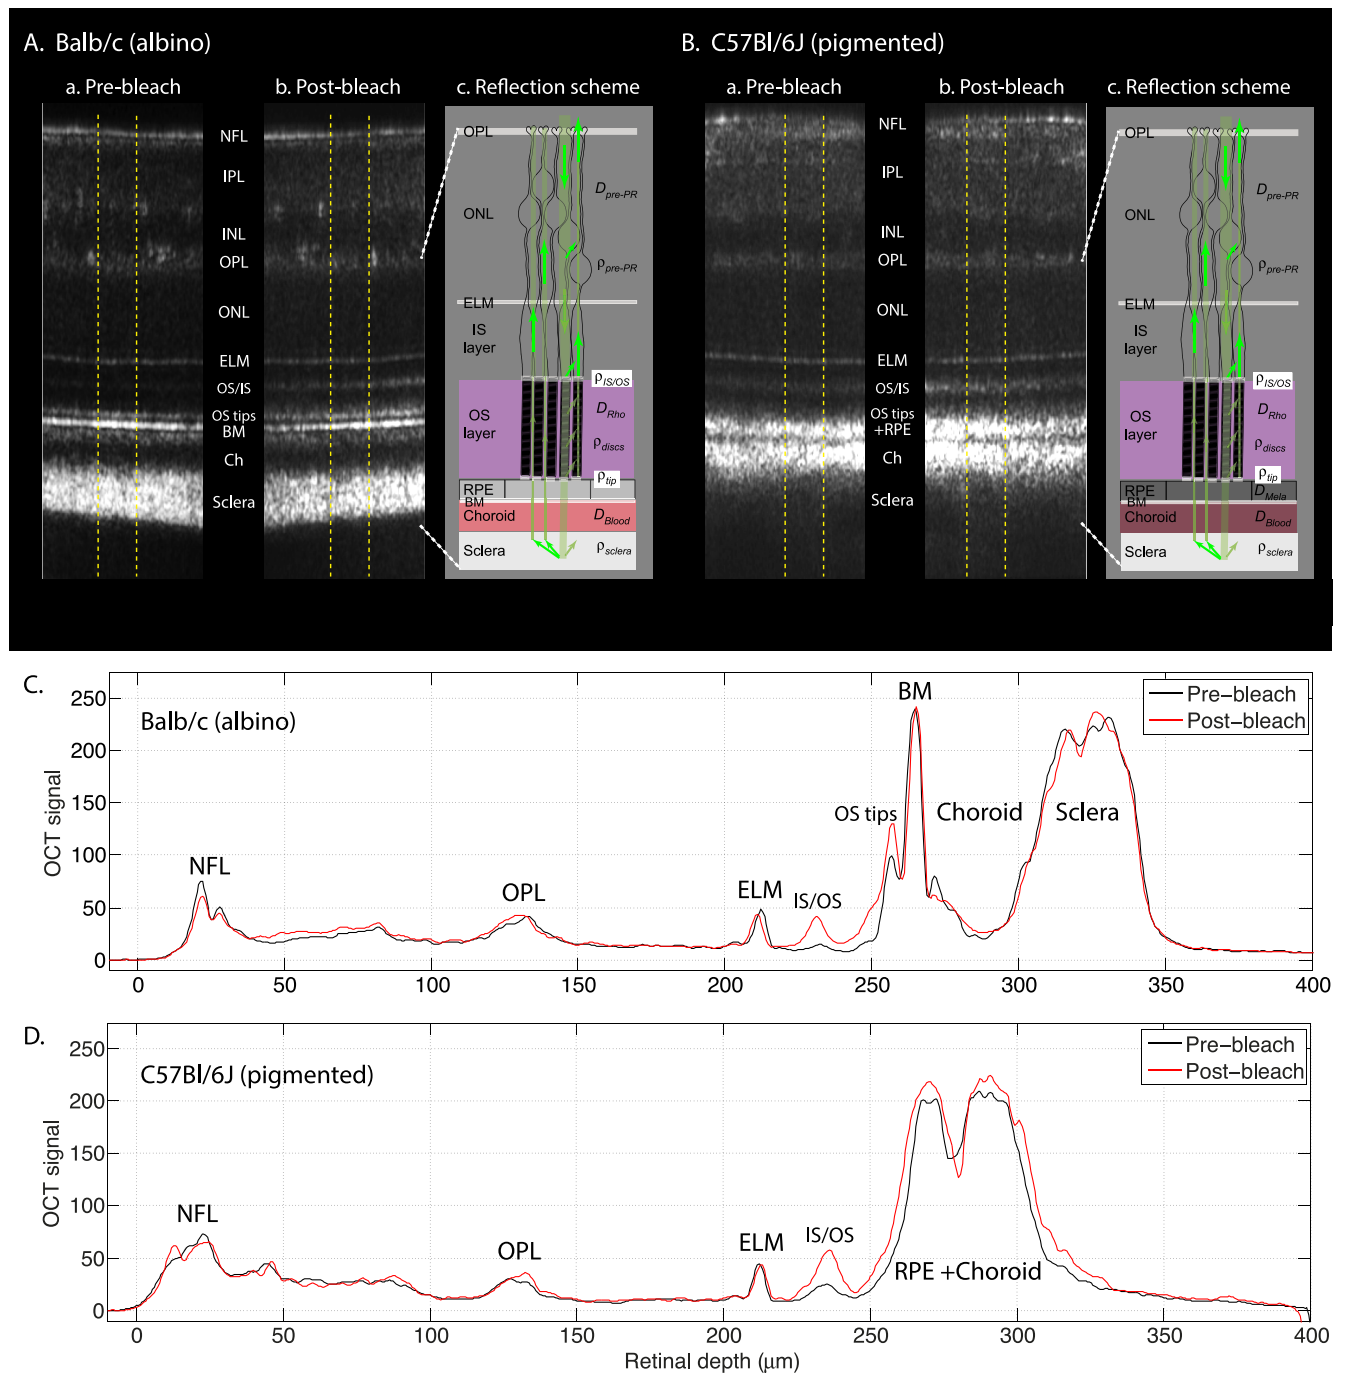 A. Balb/c (albino)
a. Pre-bleach
b. Post-bleach
c. Reflection scheme
NFL
IPL
INL
OPL
ONL
ELM
OS/IS
OS tips
BM
Ch
Sclera
OPL
ONL
D pre-PR
ρ pre-PR
ELM
IS
layer
ρ IS/OS
OS
layer
D Rho
ρ discs
ρ tip
RPE
BM
Choroid
D Blood
Sclera
ρ sclera
B. C57Bl/6J (pigmented)
a. Pre-bleach
b. Post-bleach
c. Reflection scheme
NFL
IPL
INL
OPL
ONL
ELM
OS/IS
OS tips
+RPE
Ch
Sclera
OPL
ONL
D pre-PR
ρ pre-PR
ELM
IS
layer
ρ IS/OS
OS
layer
D Rho
ρ discs
ρ tip
RPE
D Mela
BM
Choroid
D Blood
Sclera
ρ sclera
C.
Balb/c (albino)
OCT signal
250
200
150
100
50
0
NFL
OPL
ELM
IS/OS
OS tips
BM
Choroid
Sclera
Pre−bleach
Post−bleach
0 50 100 150 200 250 300 350 400
D.
C57Bl/6J (pigmented)
OCT signal
250
200
150
100
50
0
NFL
OPL
ELM
IS/OS
RPE +Choroid
Pre−bleach
Post−bleach
0 50 100 150 200 250 300 350 400
Retinal depth (μm)